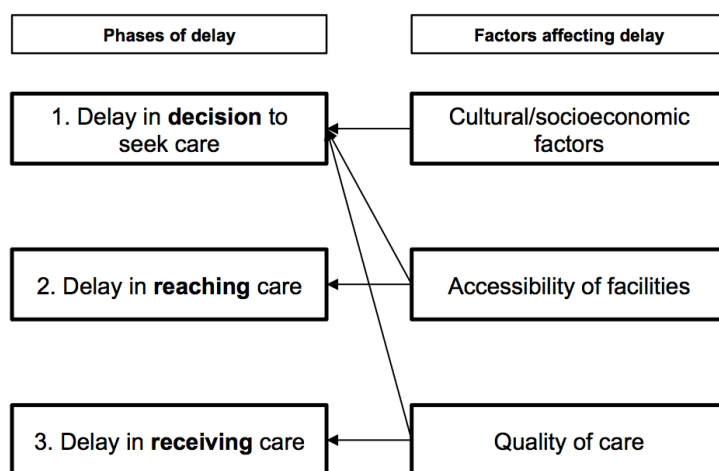 Phases of delay
Factors affecting delay
1. Delay in decision to
seek care
Cultural/socioeconomic
factors
2. Delay in reaching care
Accessibility of facilities
3. Delay in receiving care
Quality of care